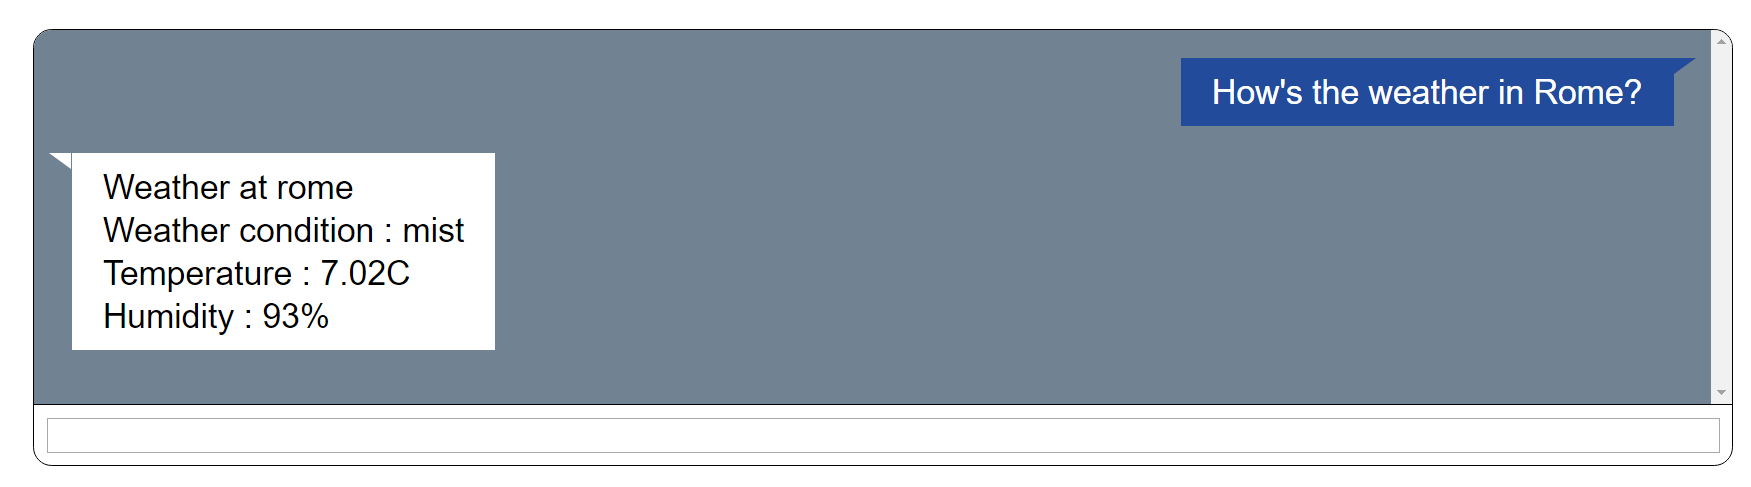 How's the weather in Rome?
Weather at rome
Weather condition : mist
Temperature : 7.02C
Humidity : 93%